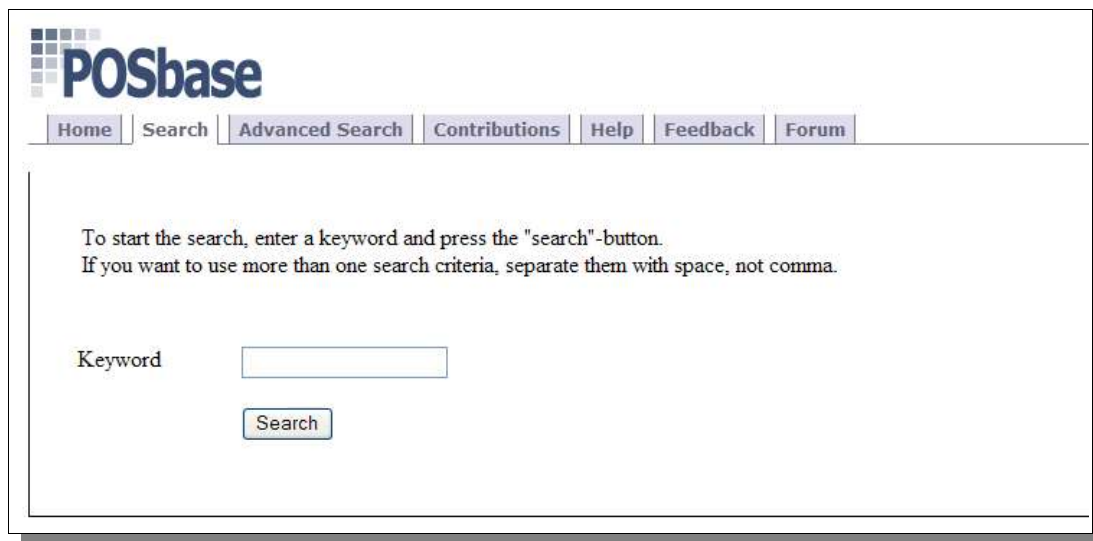 POSbase
Home Search Advanced Search Contributions Help Feedback Forum
To start the search, enter a keyword and press the "search"-button.
If you want to use more than one search criteria, separate them with space, not comma.
Keyword
Search